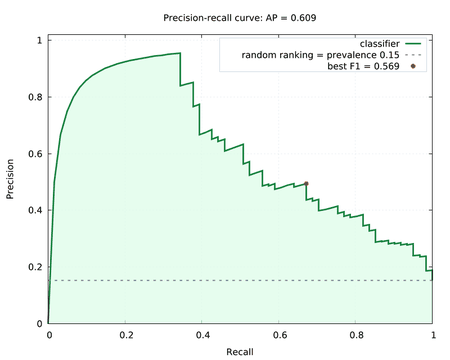 Precision-recall curve: AP = 0.609
classifier
random ranking = prevalence 0.15
best F1 = 0.569
1
0.8
0.6
0.4
0.2
0
Precision
0 0.2 0.4 0.6 0.8 1
Recall